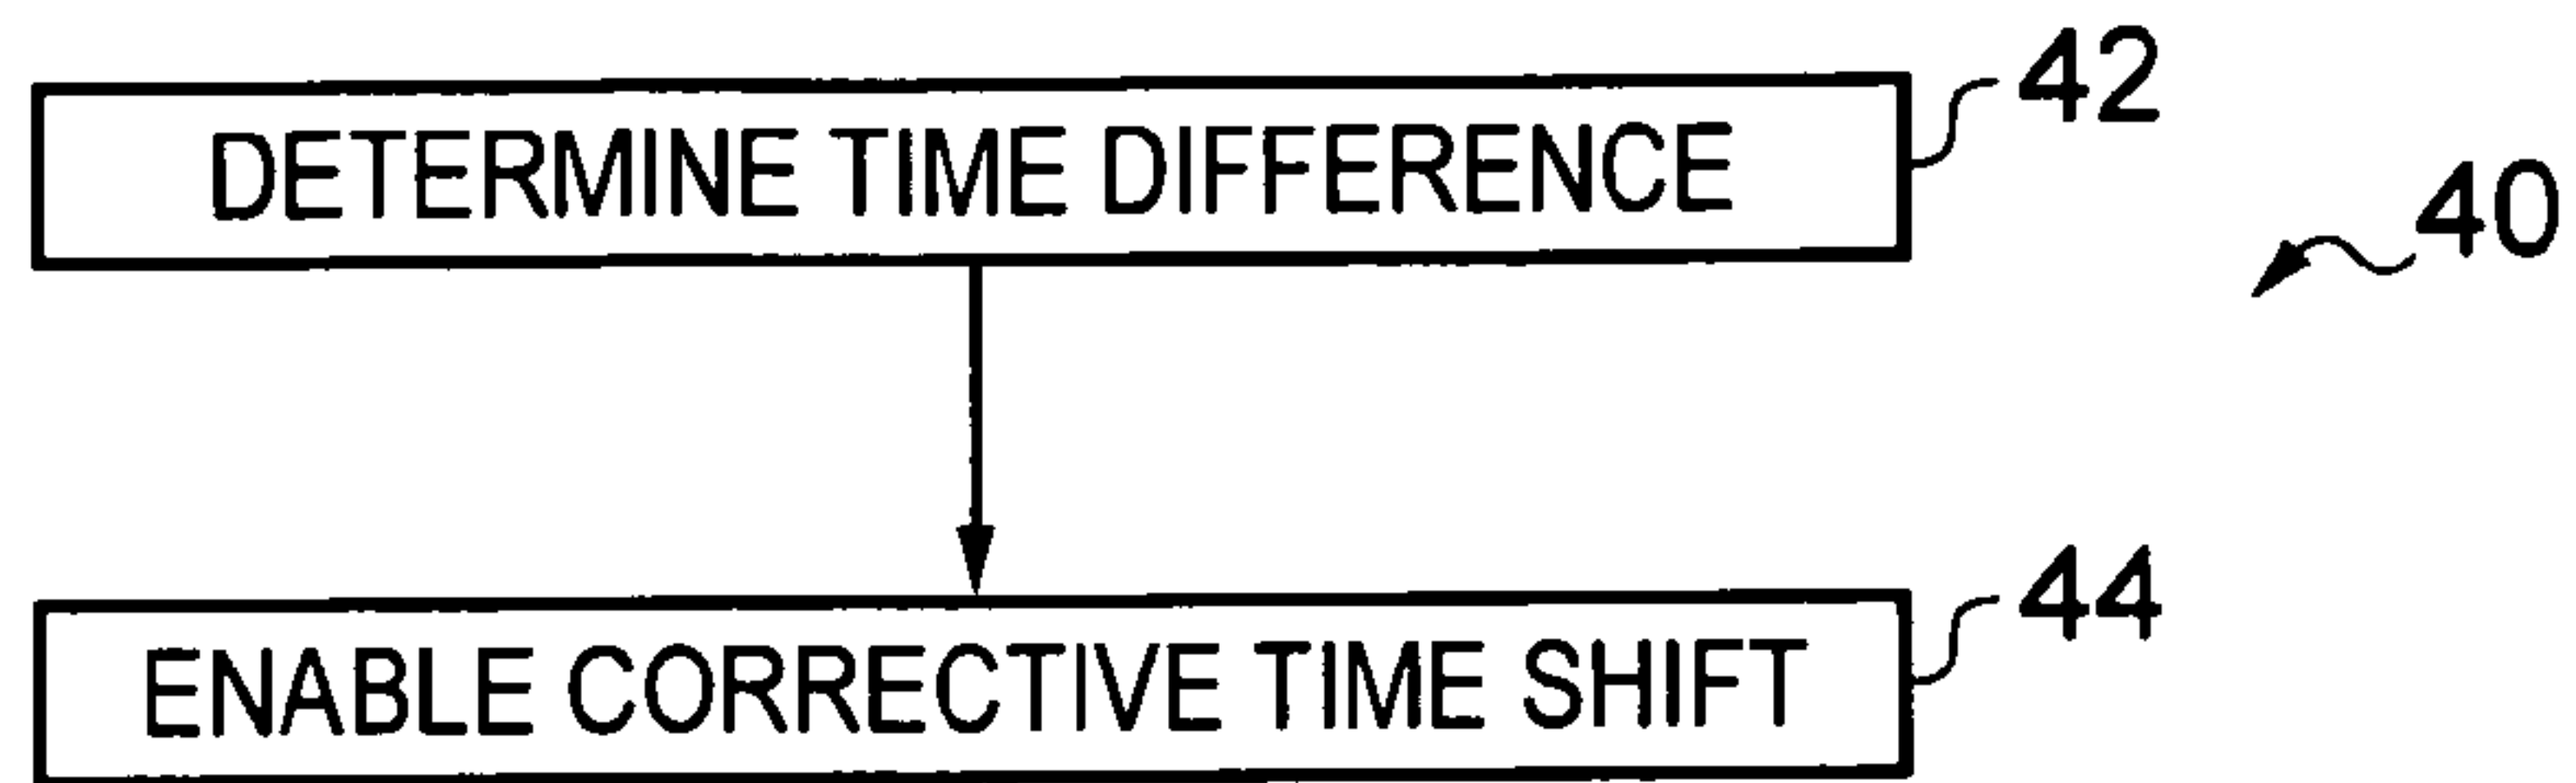 DETERMINE TIME DIFFERENCE
42
40
ENABLE CORRECTIVE TIME SHIFT
44